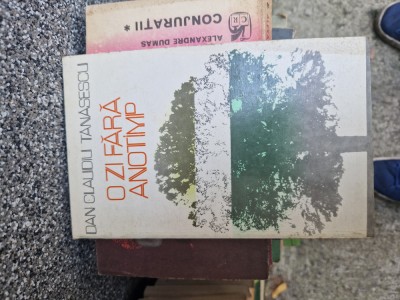 ALEXANDRE DUMAS
CONJURAȚII *
DAN CLAUDIU TĂNĂSESCU
O ZI FĂRĂ
ANOTIMP